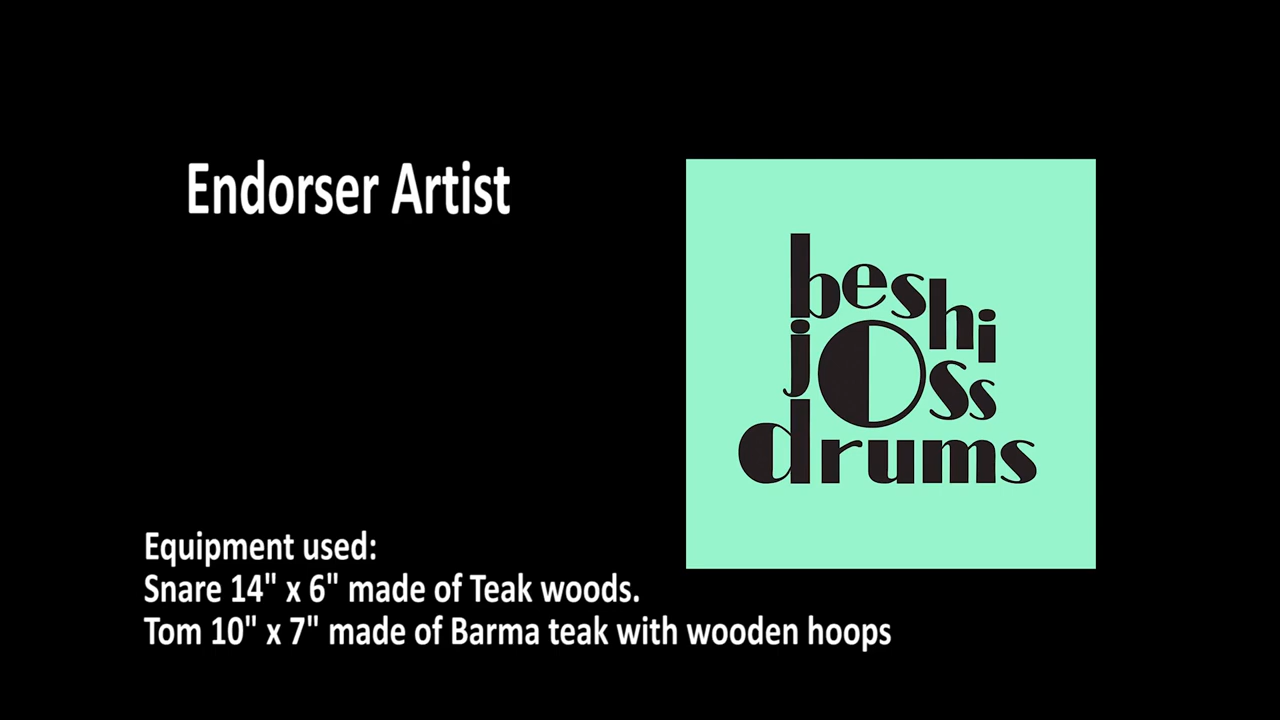 Endorser Artist
beshi
joss
drums
Equipment used:
Snare 14" x 6" made of Teak woods.
Tom 10" x 7" made of Barma teak with wooden hoops